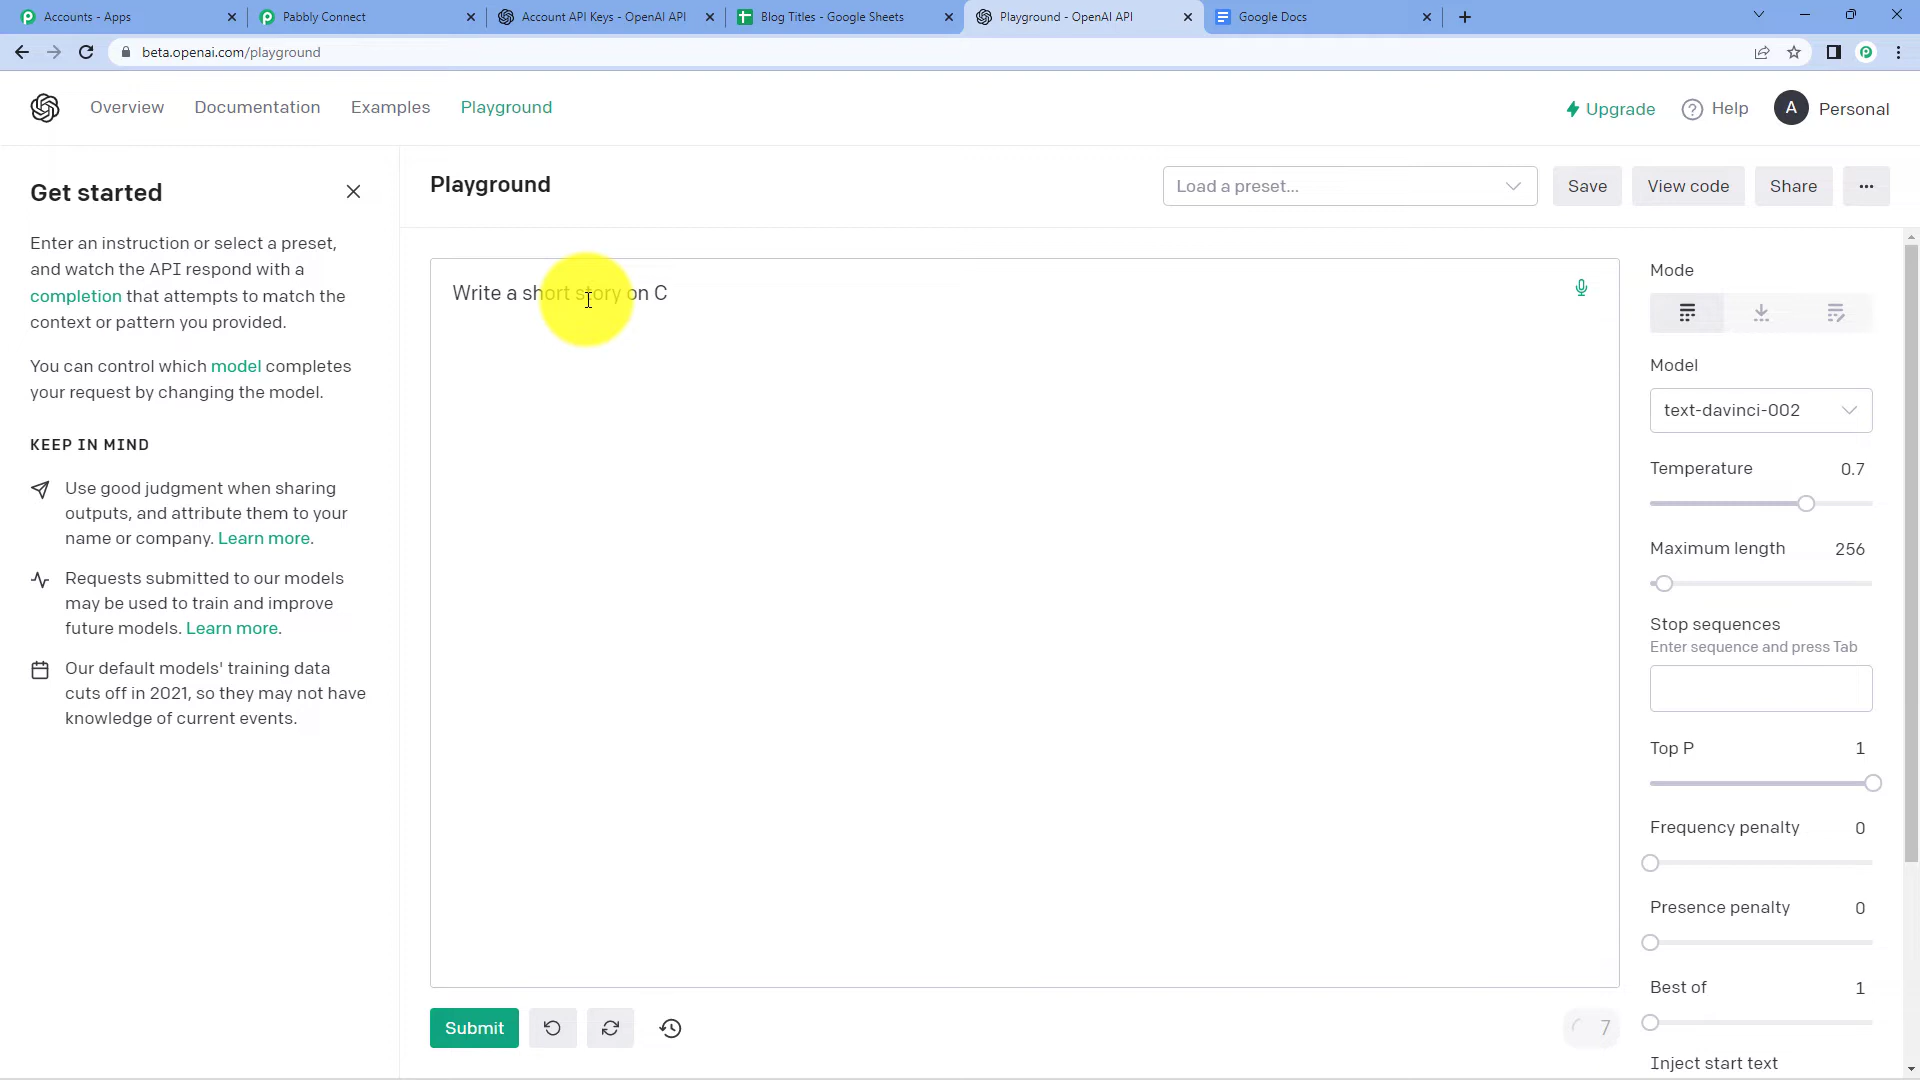 Accounts - Apps
Pabbly Connect
Account API Keys - OpenAI API
Blog Titles - Google Sheets
Playground - OpenAI API
Google Docs
beta.openai.com/playground
Overview
Documentation
Examples
Playground
Upgrade
Help
A
Personal
Get started
Enter an instruction or select a preset,
and watch the API respond with a
completion that attempts to match the
context or pattern you provided.
You can control which model completes
your request by changing the model.
KEEP IN MIND
Use good judgment when sharing
outputs, and attribute them to your
name or company. Learn more.
Requests submitted to our models
may be used to train and improve
future models. Learn more.
Our default models' training data
cuts off in 2021, so they may not have
knowledge of current events.
Playground
Load a preset...
Save
View code
Share
Write a short story on C
Submit
7
Mode
Model
text-davinci-002
Temperature 0.7
Maximum length 256
Stop sequences
Enter sequence and press Tab
Top P 1
Frequency penalty 0
Presence penalty 0
Best of 1
Inject start text